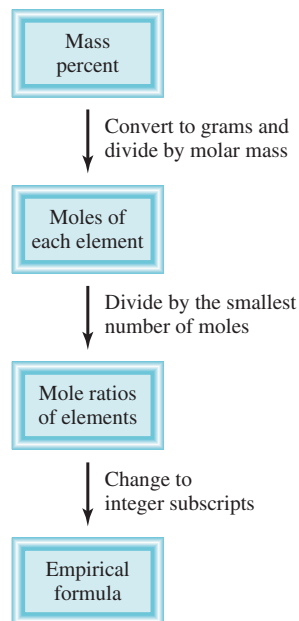 Mass
percent
Convert to grams and
divide by molar mass
Moles of
each element
Divide by the smallest
number of moles
Mole ratios
of elements
Change to
integer subscripts
Empirical
formula